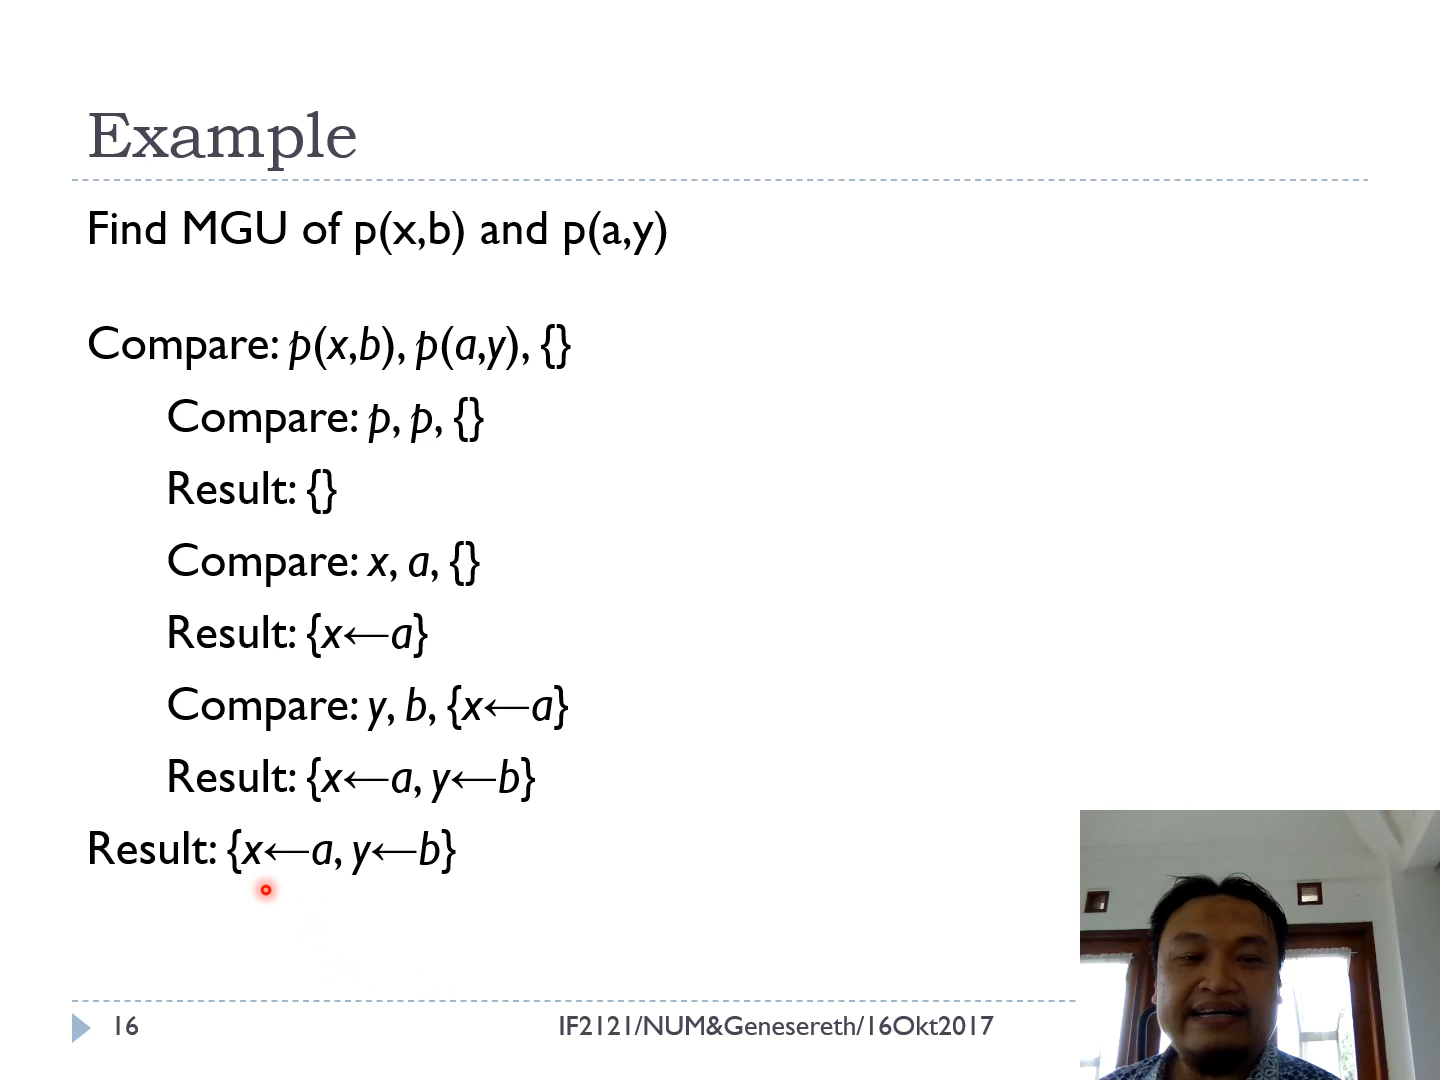 Example
Find MGU of p(x,b) and p(a,y)
Compare: p(x,b), p(a,y), {}
Compare: p, p, {}
Result: {}
Compare: x, a, {}
Result: {x←a}
Compare: y, b, {x←a}
Result: {x←a, y←b}
Result: {x←a, y←b}
16 IF2121/NUM&Genesereth/16Okt2017